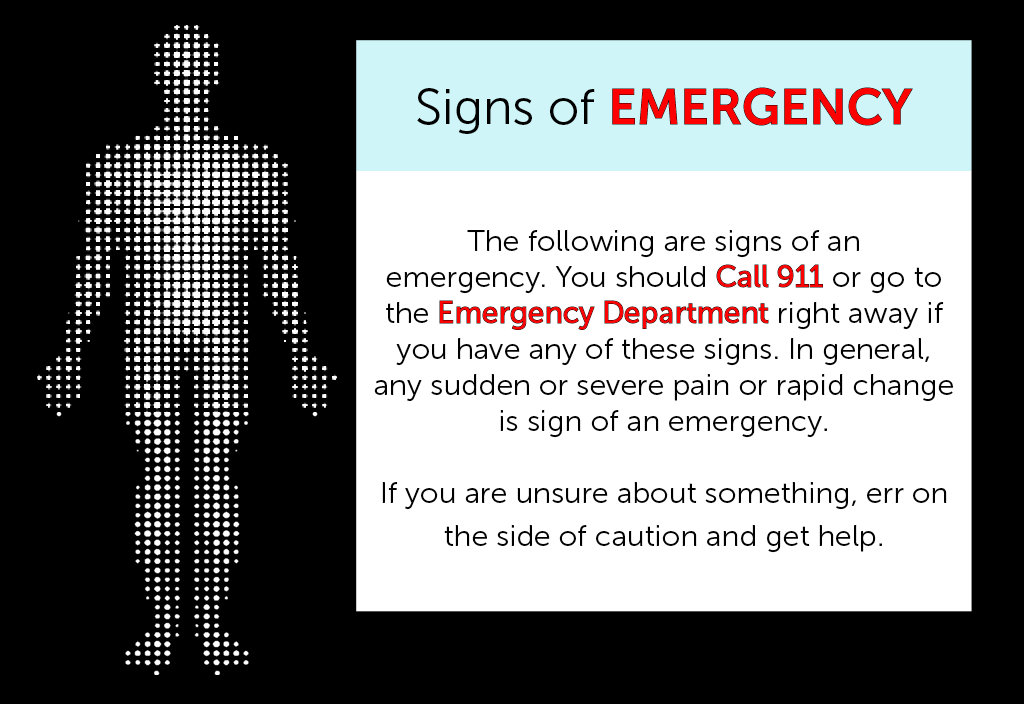 Signs of EMERGENCY
The following are signs of an
emergency. You should Call 911 or go to
the Emergency Department right away if
you have any of these signs. In general,
any sudden or severe pain or rapid change
is sign of an emergency.
If you are unsure about something, err on
the side of caution and get help.